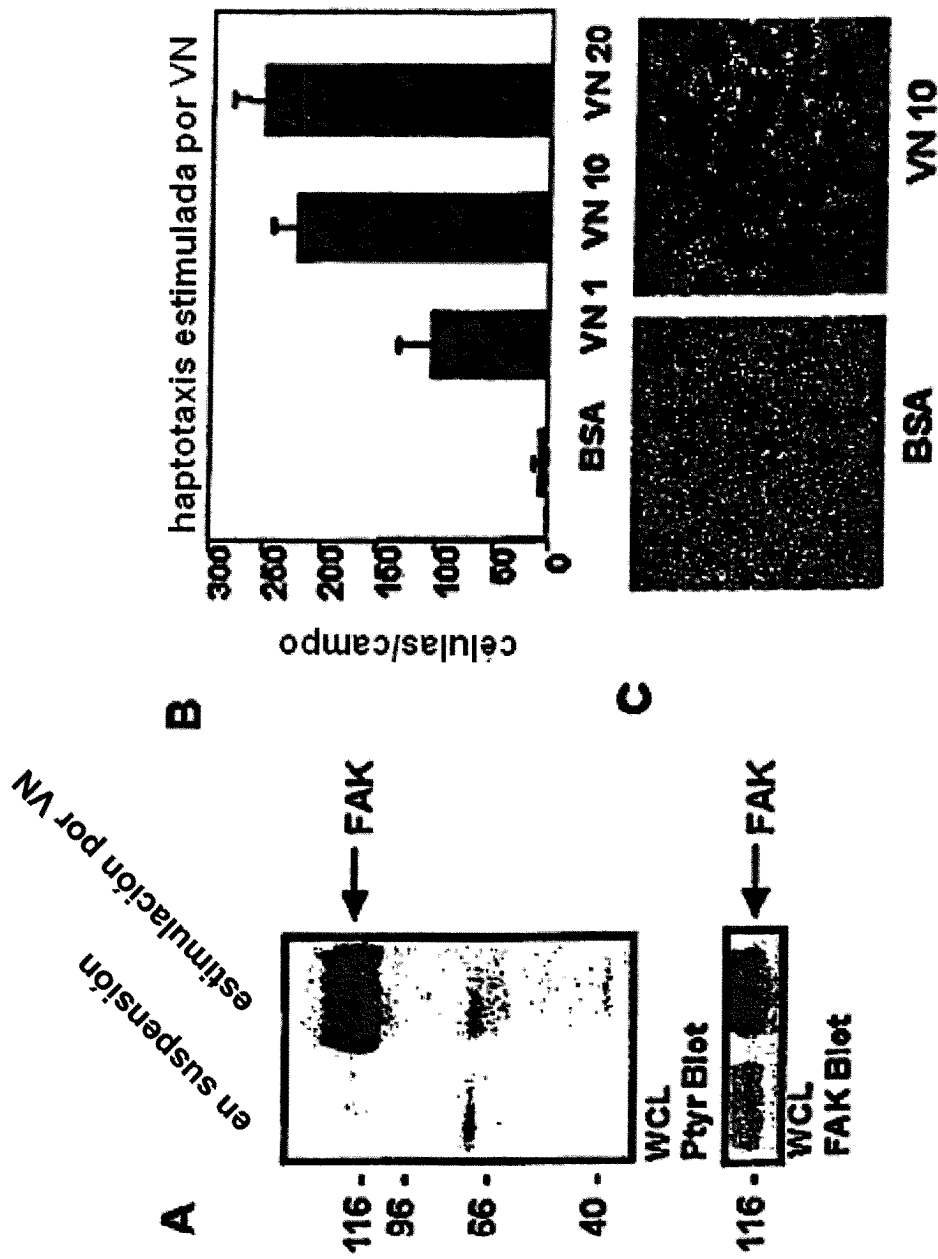 A
en suspensión
estimulación por VN
116 -
96 -
66 -
40 -
FAK
WCL
Ptyr Blot
116 -
FAK
WCL
FAK Blot
B
haptotaxis estimulada por VN
células/campo
300
250
200
150
100
50
0
BSA
VN 1
VN 10
VN 20
C
BSA
VN 10